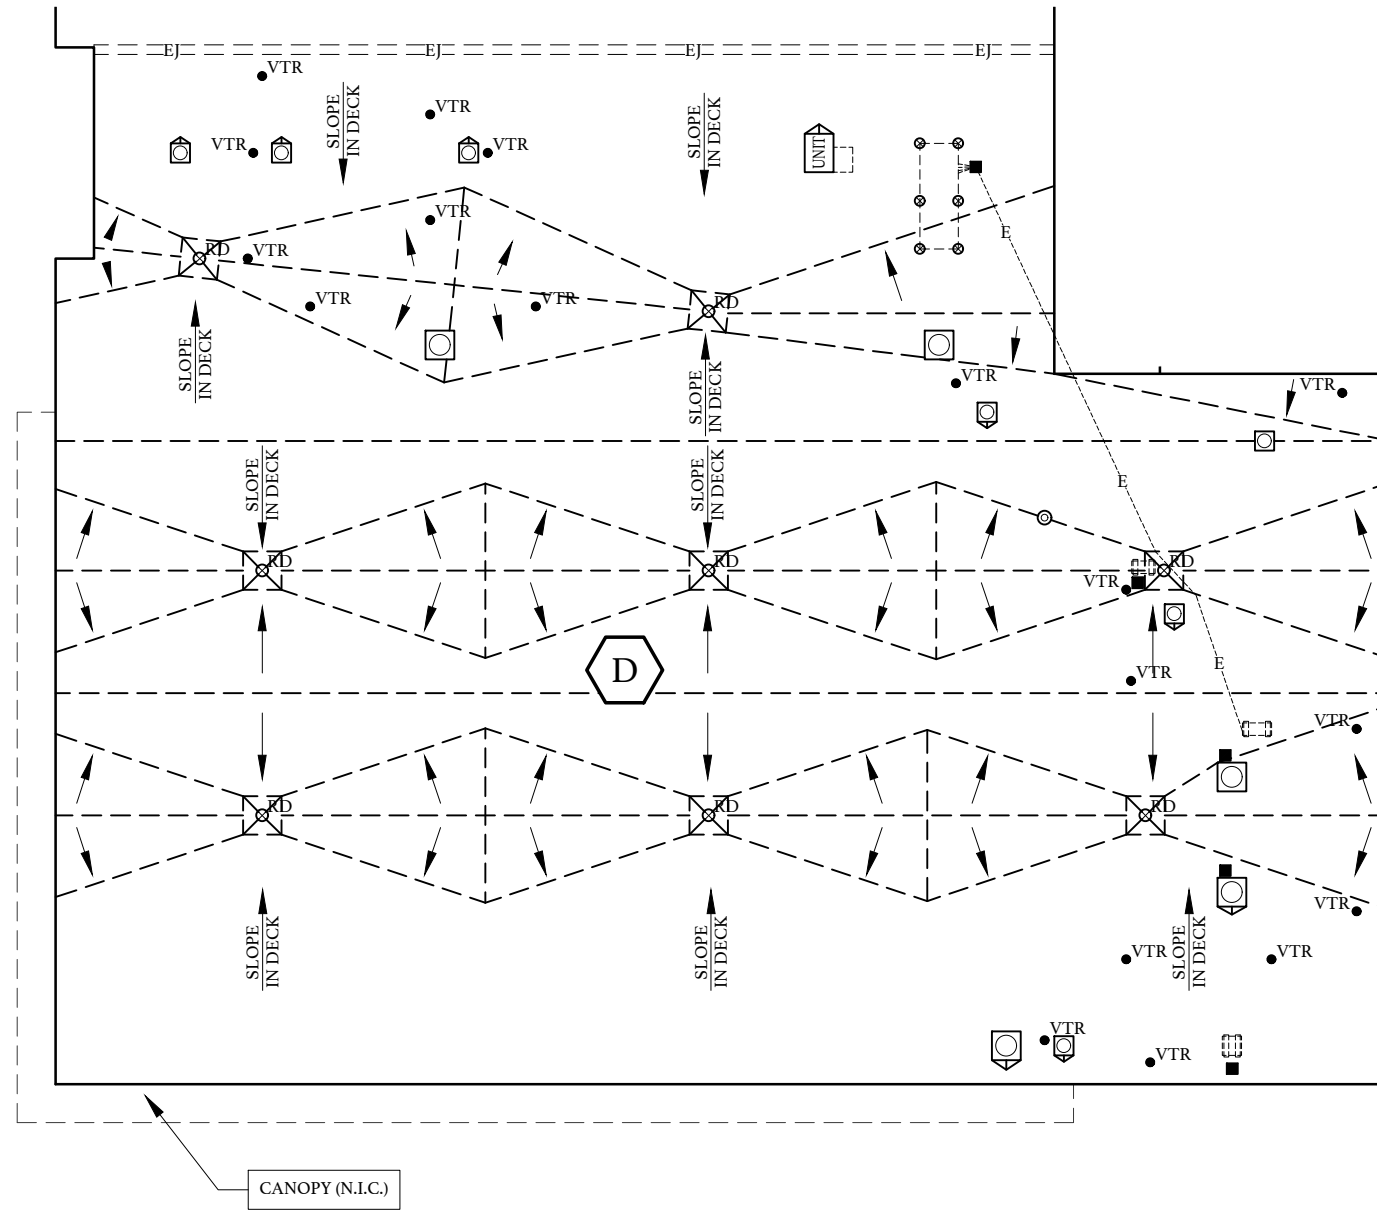 EJ EJ EJ EJ
VTR
VTR
SLOPE
IN DECK
SLOPE
IN DECK
VTR
VTR
UNIT
VTR
E
RD
VTR
VTR
VTR
RD
SLOPE
IN DECK
SLOPE
IN DECK
VTR
VTR
SLOPE
IN DECK
SLOPE
IN DECK
E
RD
RD
RD
VTR
D
E
VTR
VTR
RD
RD
RD
VTR
SLOPE
IN DECK
SLOPE
IN DECK
SLOPE
IN DECK
VTR
VTR
VTR
VTR
CANOPY (N.I.C.)